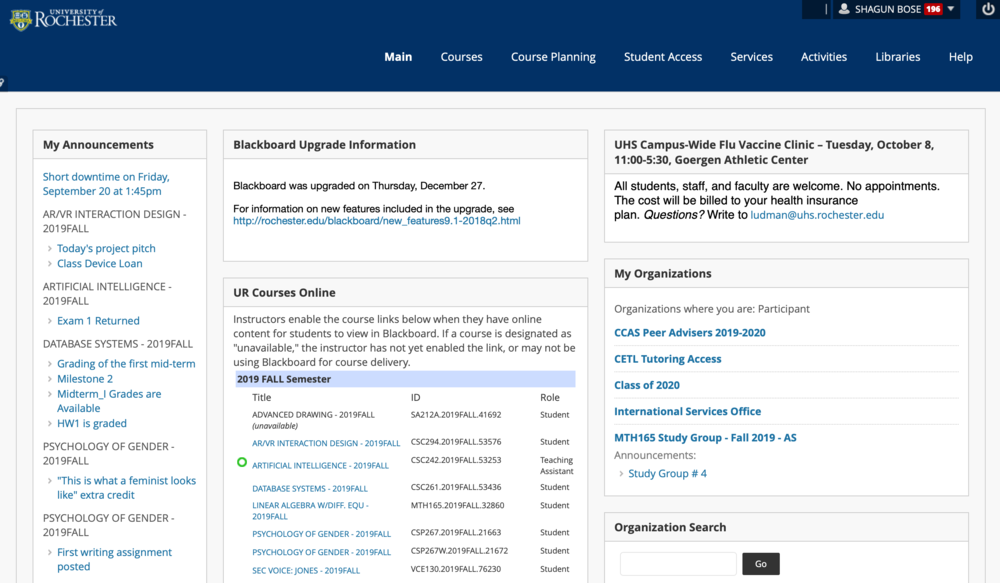 UNIVERSITY of
ROCHESTER
SHAGUN BOSE 196
Main
Courses
Course Planning
Student Access
Services
Activities
Libraries
Help
My Announcements
Short downtime on Friday,
September 20 at 1:45pm
AR/VR INTERACTION DESIGN -
2019FALL
Today's project pitch
Class Device Loan
ARTIFICIAL INTELLIGENCE -
2019FALL
Exam 1 Returned
DATABASE SYSTEMS - 2019FALL
Grading of the first mid-term
Milestone 2
Midterm_I Grades are
Available
HW1 is graded
PSYCHOLOGY OF GENDER -
2019FALL
"This is what a feminist looks
like" extra credit
PSYCHOLOGY OF GENDER -
2019FALL
First writing assignment
posted
Blackboard Upgrade Information
Blackboard was upgraded on Thursday, December 27.
For information on new features included in the upgrade, see
http://rochester.edu/blackboard/new_features9.1-2018q2.html
UR Courses Online
Instructors enable the course links below when they have online
content for students to view in Blackboard. If a course is designated as
"unavailable," the instructor has not yet enabled the link, or may not be
using Blackboard for course delivery.
2019 FALL Semester
Title ID Role
ADVANCED DRAWING - 2019FALL SA212A.2019FALL.41692 Student
(unavailable)
AR/VR INTERACTION DESIGN - 2019FALL CSC294.2019FALL.53576 Student
ARTIFICIAL INTELLIGENCE - 2019FALL CSC242.2019FALL.53253 Teaching
Assistant
DATABASE SYSTEMS - 2019FALL CSC261.2019FALL.53436 Student
LINEAR ALGEBRA W/DIFF. EQU - MTH165.2019FALL.32860 Student
2019FALL
PSYCHOLOGY OF GENDER - 2019FALL CSP267.2019FALL.21663 Student
PSYCHOLOGY OF GENDER - 2019FALL CSP267W.2019FALL.21672 Student
SEC VOICE: JONES - 2019FALL VCE130.2019FALL.76230 Student
UHS Campus-Wide Flu Vaccine Clinic – Tuesday, October 8,
11:00-5:30, Goergen Athletic Center
All students, staff, and faculty are welcome. No appointments.
The cost will be billed to your health insurance
plan. Questions? Write to ludman@uhs.rochester.edu
My Organizations
Organizations where you are: Participant
CCAS Peer Advisers 2019-2020
CETL Tutoring Access
Class of 2020
International Services Office
MTH165 Study Group - Fall 2019 - AS
Announcements:
Study Group # 4
Organization Search
Go